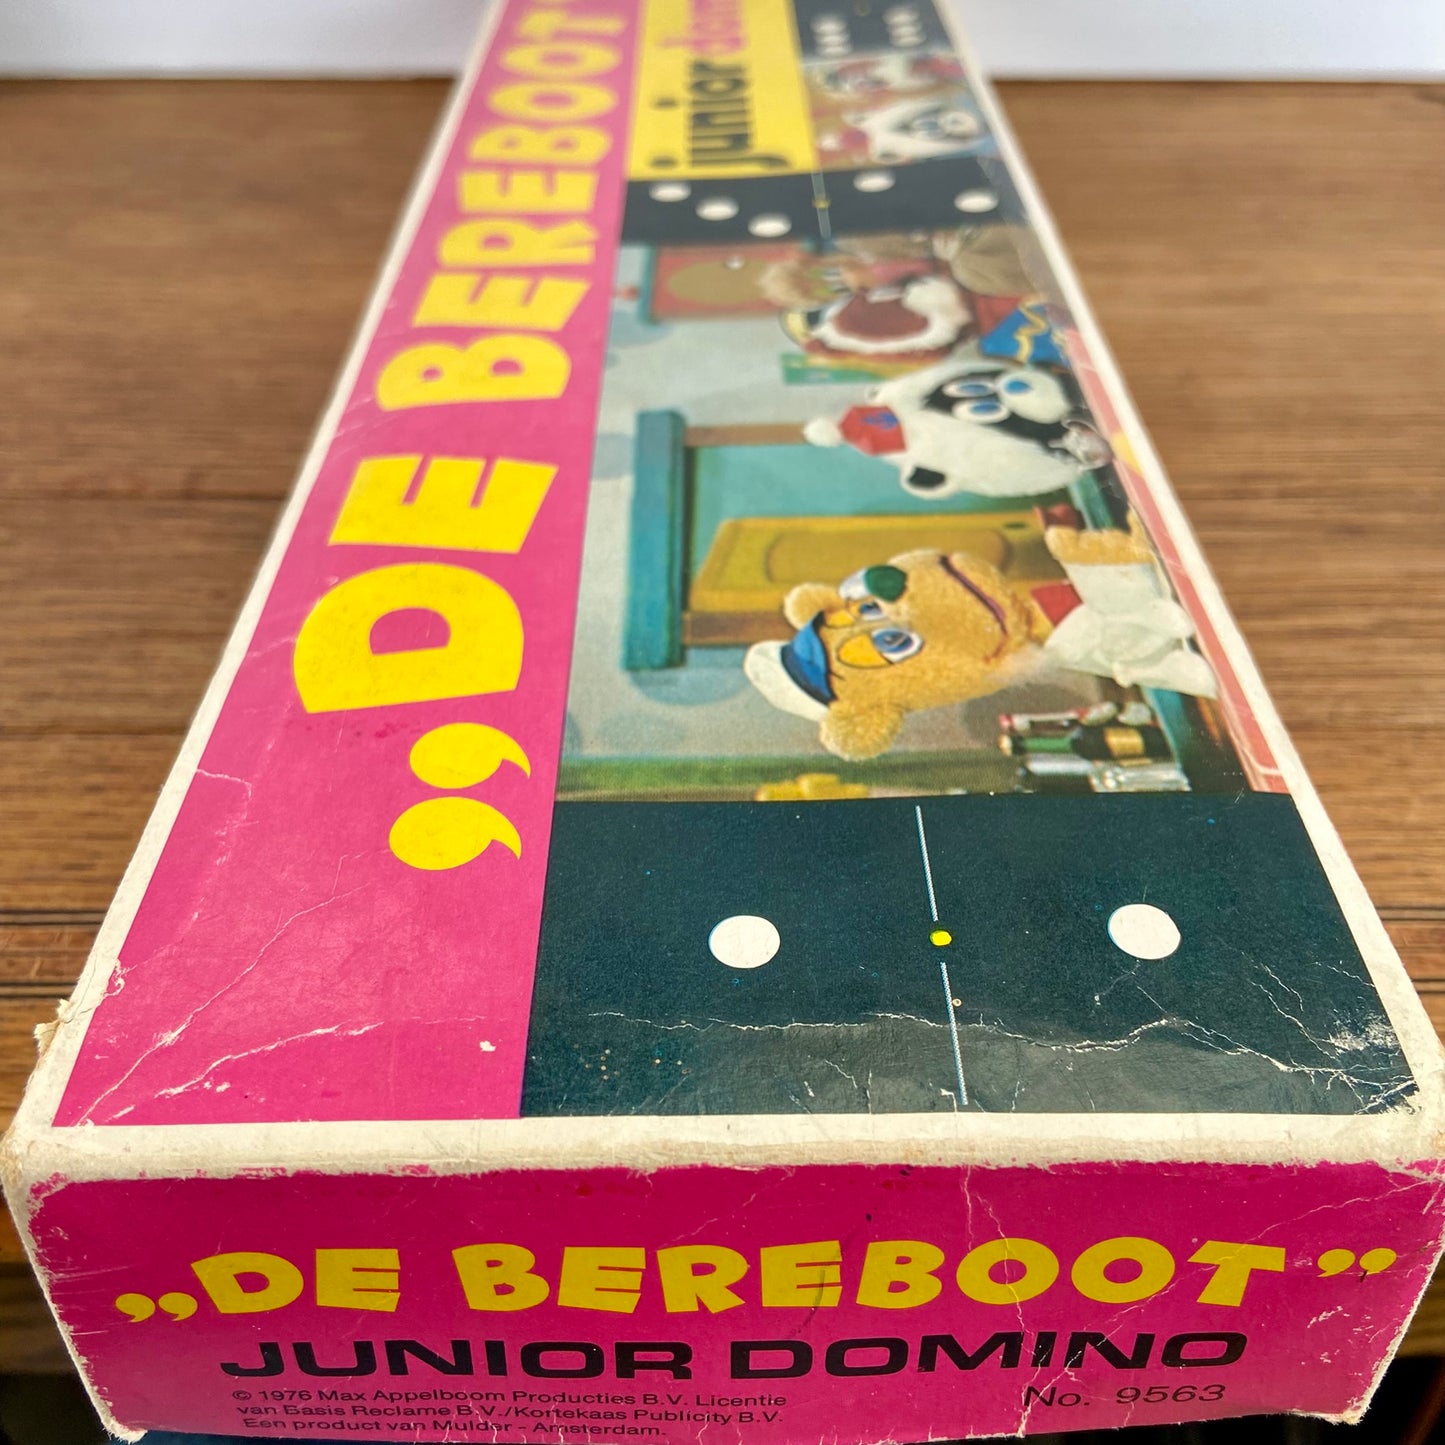 „DE BEREBOOT”
junior
„DE BEREBOOT”
JUNIOR DOMINO
© 1976 Max Appelboom Producties B.V. Licentie
van Basis Reclame B.V./Kortekaas Publicity B.V.
Een product van Mulder - Amsterdam.
No. 9563